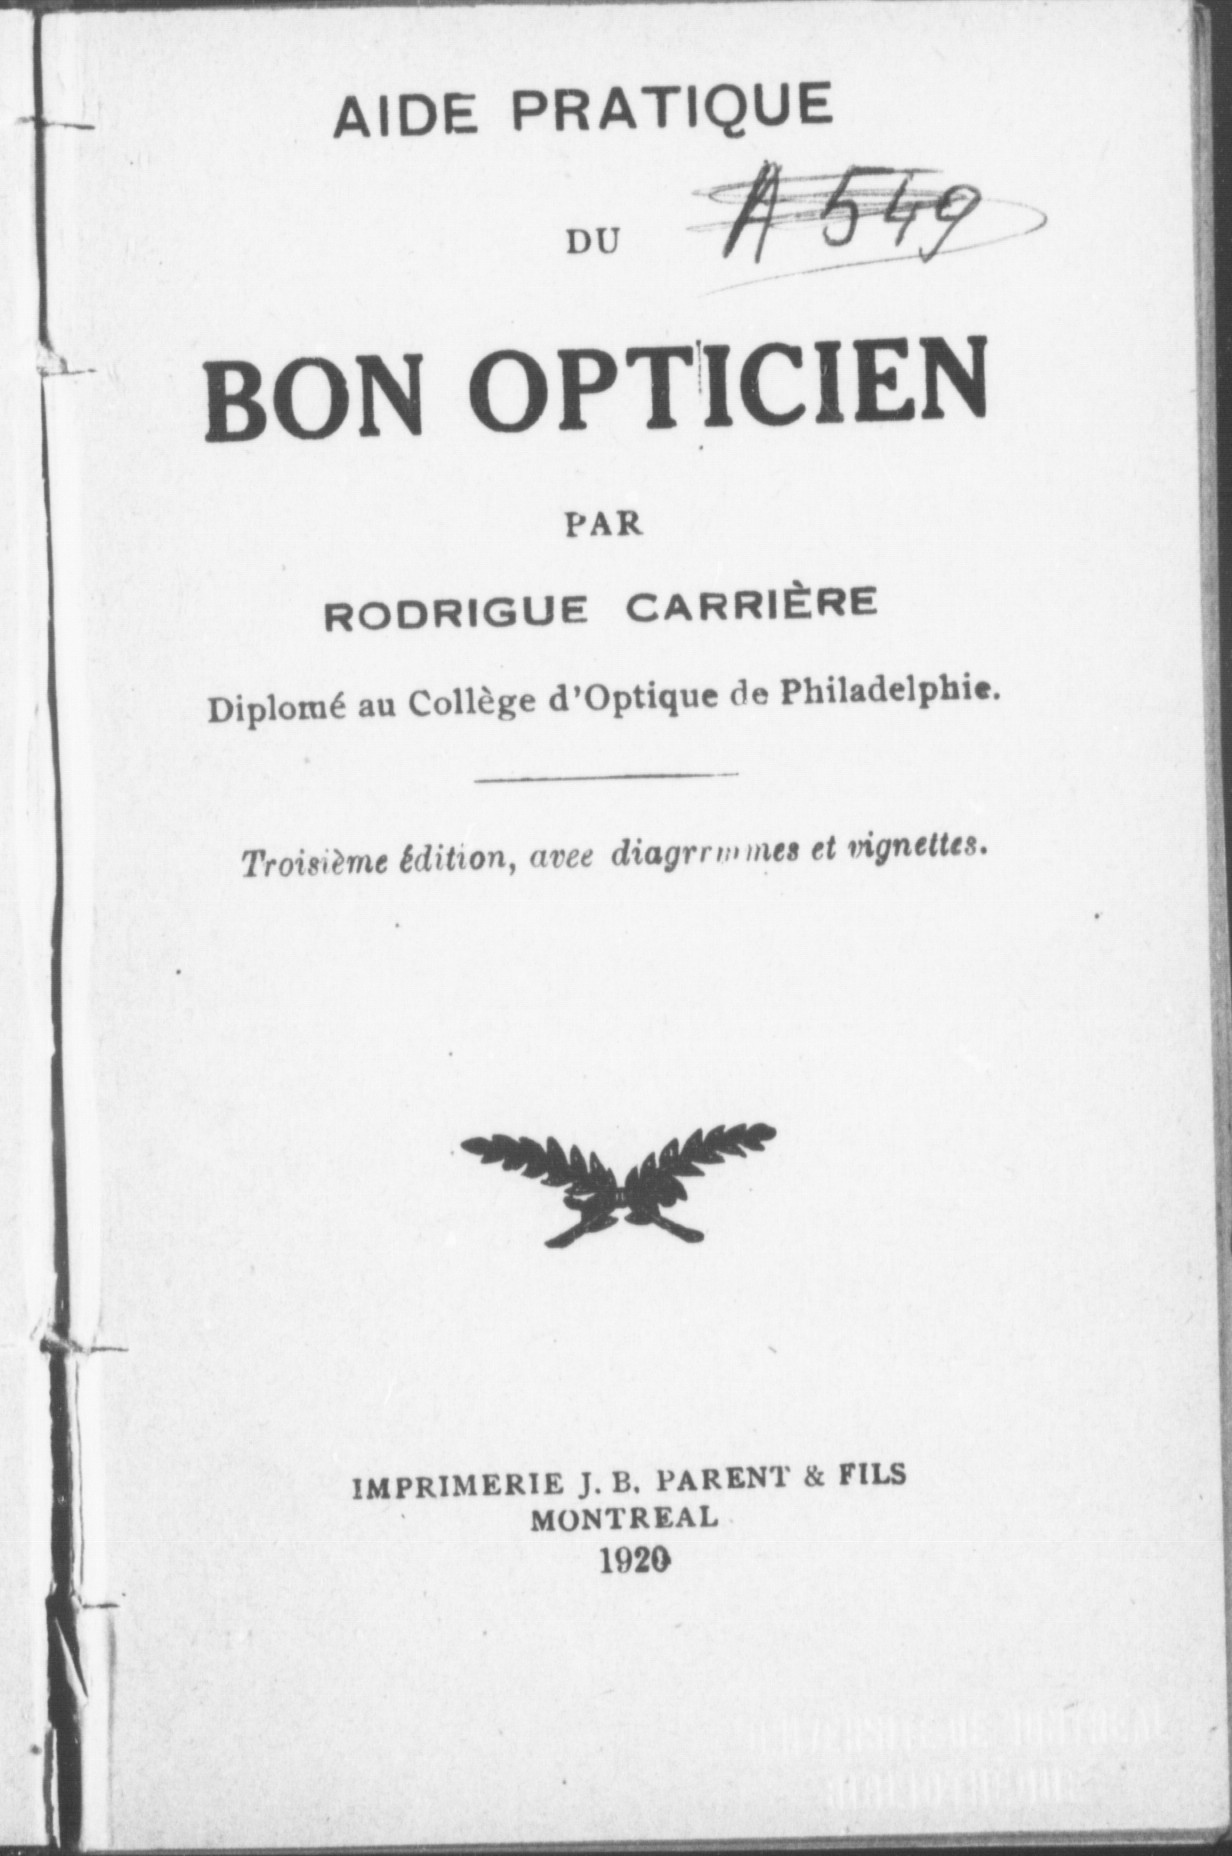 AIDE PRATIQUE
A 549
DU
BON OPTICIEN
PAR
RODRIGUE CARRIÈRE
Diplomé au Collège d'Optique de Philadelphie.
Troisième édition, avee diagrrmmes et vignettes.
IMPRIMERIE J. B. PARENT & FILS
MONTREAL
1920